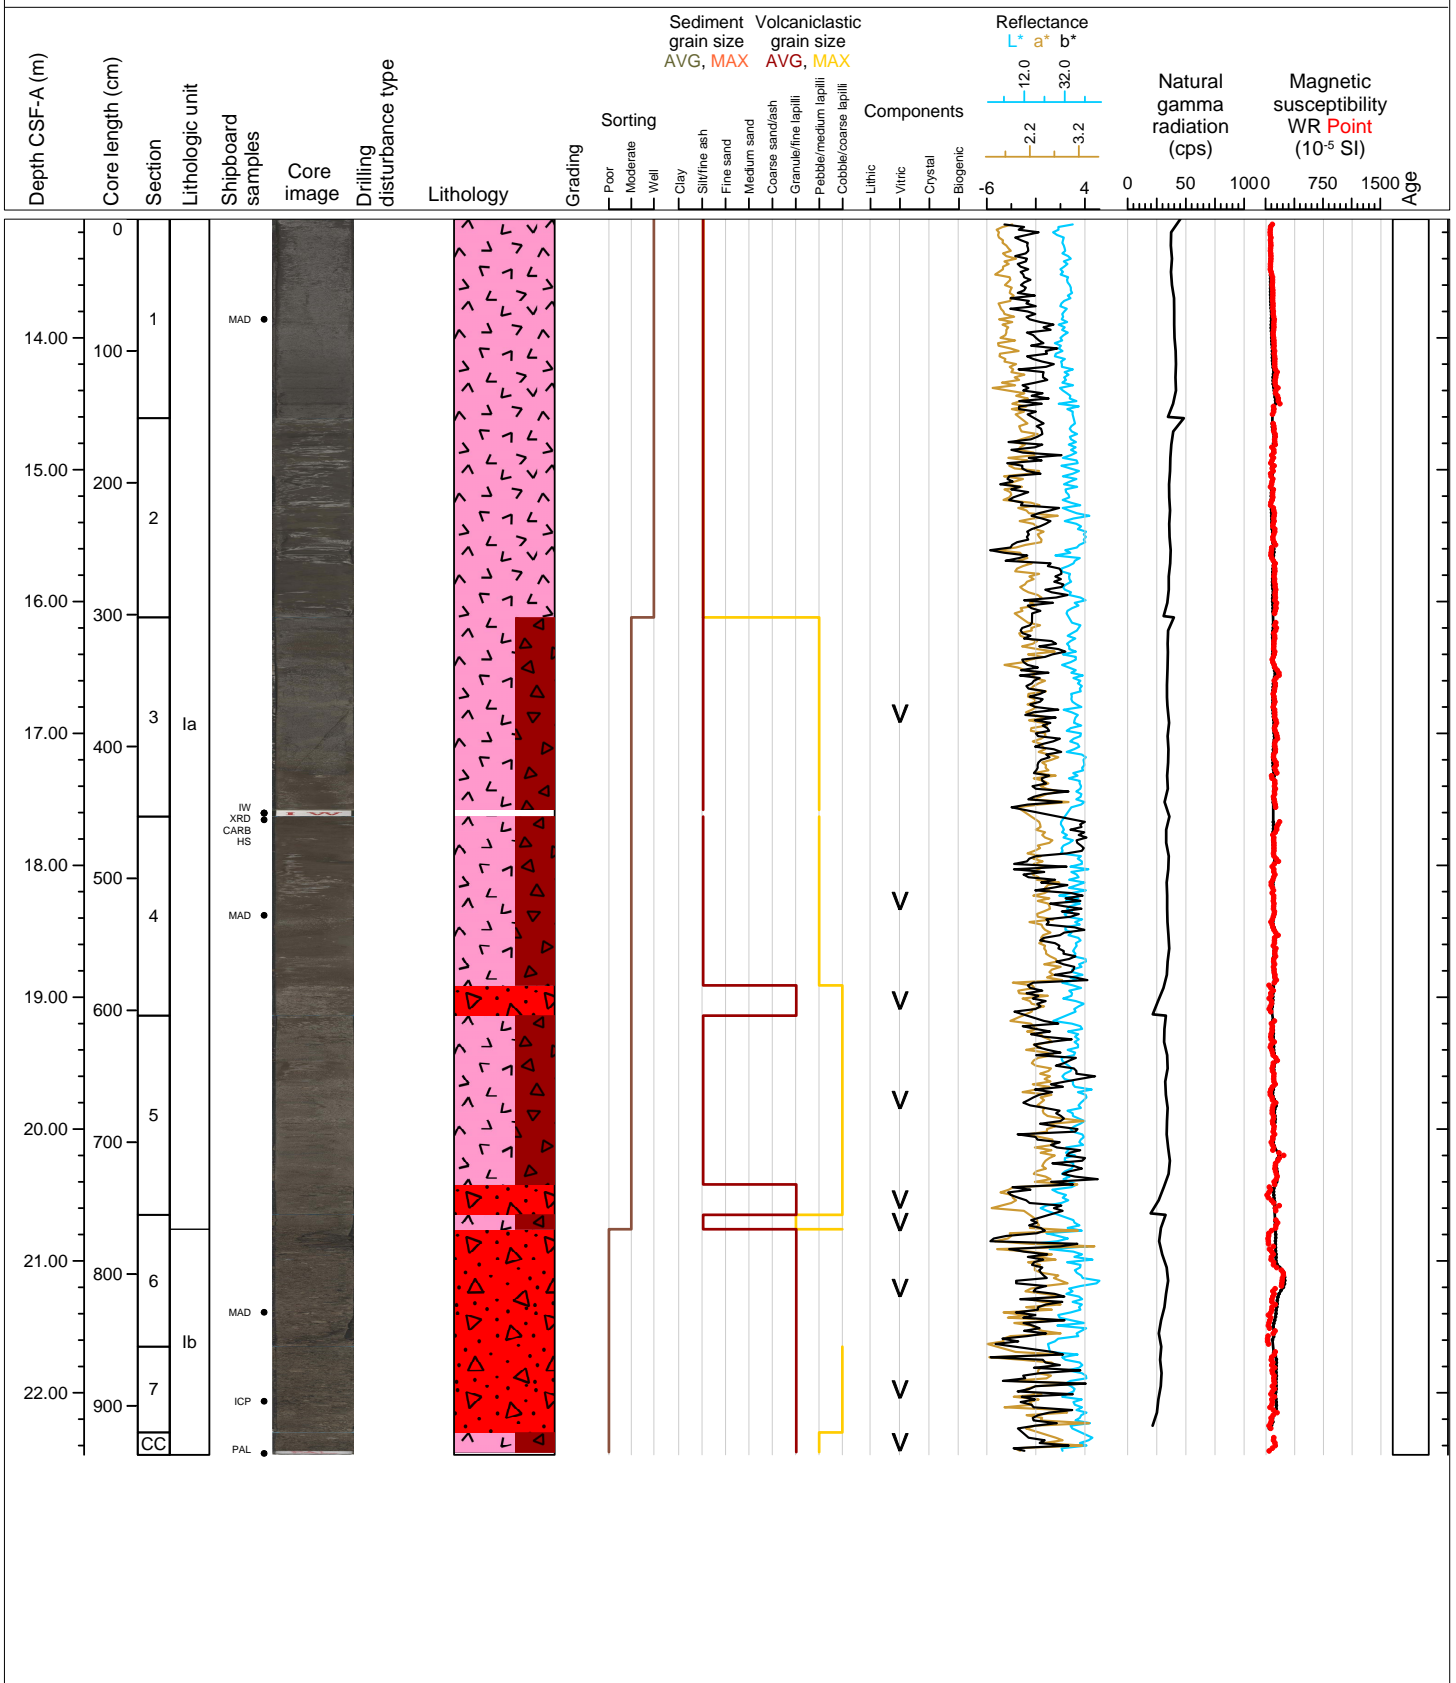 Depth CSF-A (m)
Core length (cm)
Section
Lithologic unit
Shipboard
samples
Core
image
Drilling
disturbance type
Lithology
Grading
Sorting
Poor
Moderate
Well
Sediment
grain size
AVG, MAX
Volcaniclastic
grain size
AVG, MAX
Clay
Silt/fine ash
Fine sand
Medium sand
Coarse sand/ash
Granule/fine lapilli
Pebble/medium lapilli
Cobble/coarse lapilli
Components
Lithic
Vitric
Crystal
Biogenic
Reflectance
L* a* b*
12.0 32.0
2.2 3.2
-6 4
Natural
gamma
radiation
(cps)
0 50 100
Magnetic
susceptibility
WR Point
(10-5 SI)
0 750 1500
Age
0
1
MAD
14.00
100
15.00
200
2
16.00
300
3
Ia
V
17.00
400
IW
IW
XRD
CARB
HS
18.00
500
V
4
MAD
19.00
V
600
V
5
20.00
700
V
V
21.00
800
6
V
MAD
Ib
7
V
22.00
900
ICP
CC
V
PAL